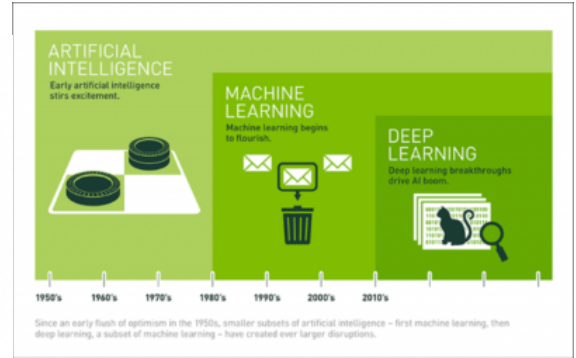 ARTIFICIAL
INTELLIGENCE
Early artificial intelligence
stirs excitement.
MACHINE
LEARNING
Machine learning begins
to flourish.
DEEP
LEARNING
Deep learning breakthroughs
drive AI boom.
1950's 1960's 1970's 1980's 1990's 2000's 2010's
Since an early flush of optimism in the 1950s, smaller subsets of artificial intelligence – first machine learning, then
deep learning, a subset of machine learning – have created ever larger disruptions.